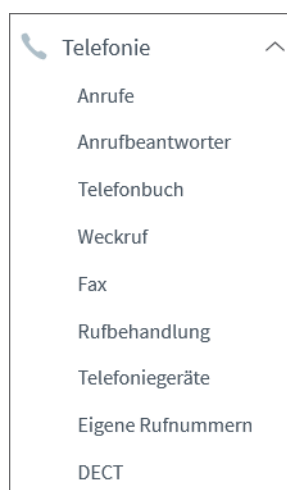 Telefonie
Anrufe
Anrufbeantworter
Telefonbuch
Weckruf
Fax
Rufbehandlung
Telefoniegeräte
Eigene Rufnummern
DECT